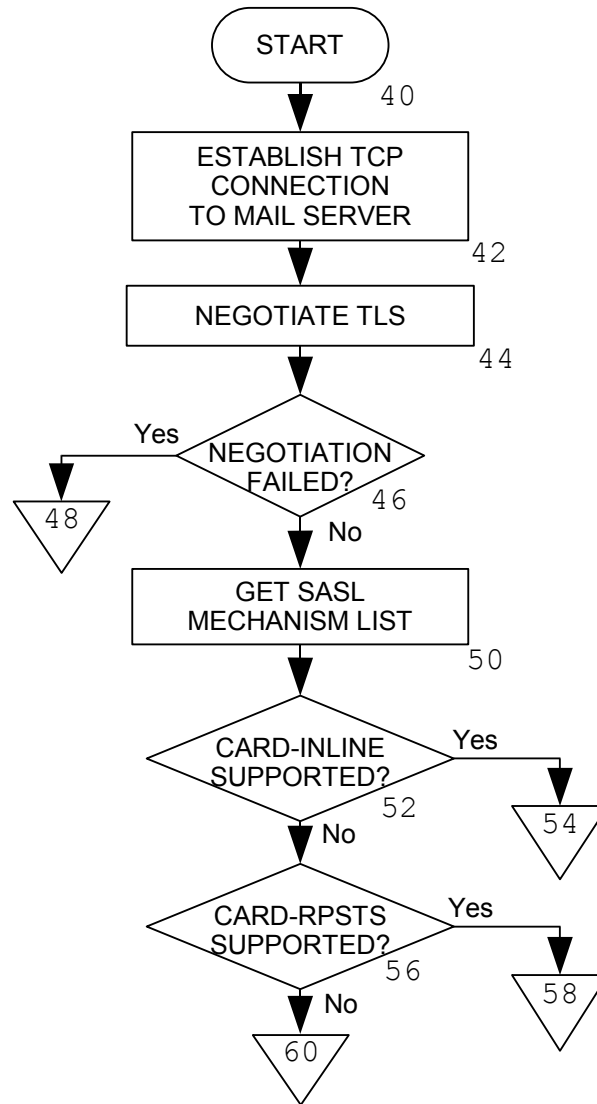 START
40
ESTABLISH TCP
CONNECTION
TO MAIL SERVER
42
NEGOTIATE TLS
44
Yes
NEGOTIATION
FAILED?
46
48
No
GET SASL
MECHANISM LIST
50
CARD-INLINE
SUPPORTED?
Yes
52
54
No
CARD-RPSTS
SUPPORTED?
Yes
56
58
No
60